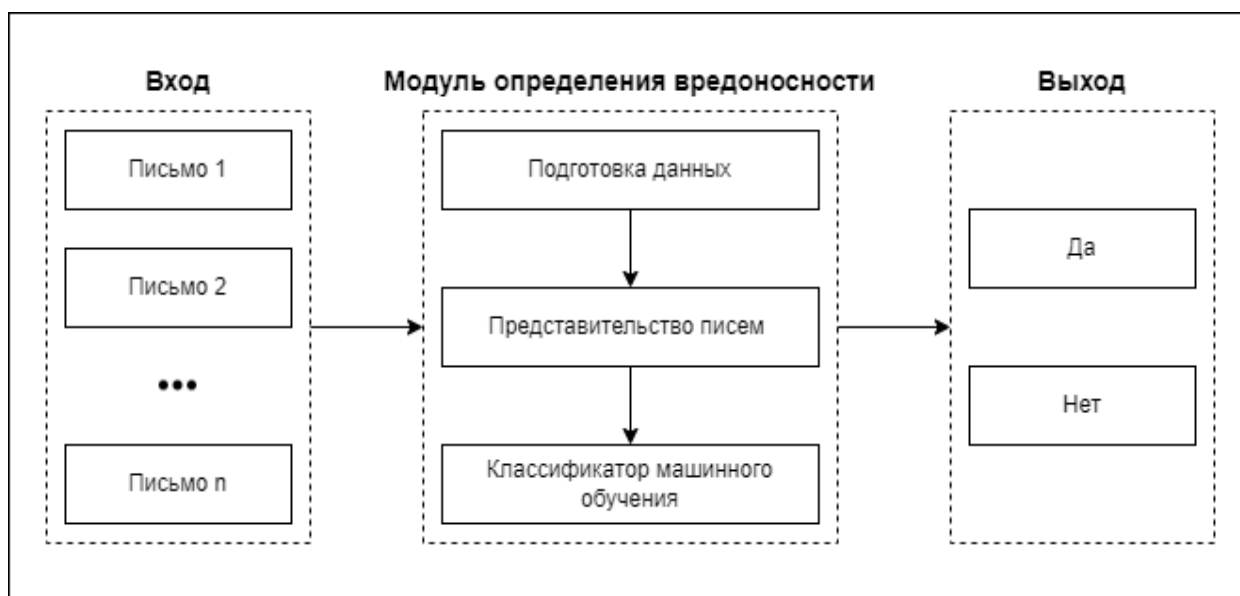 Вход
Письмо 1
Письмо 2
•••
Письмо n
Модуль определения вредоносности
Подготовка данных
Представительство писем
Классификатор машинного
обучения
Выход
Да
Нет